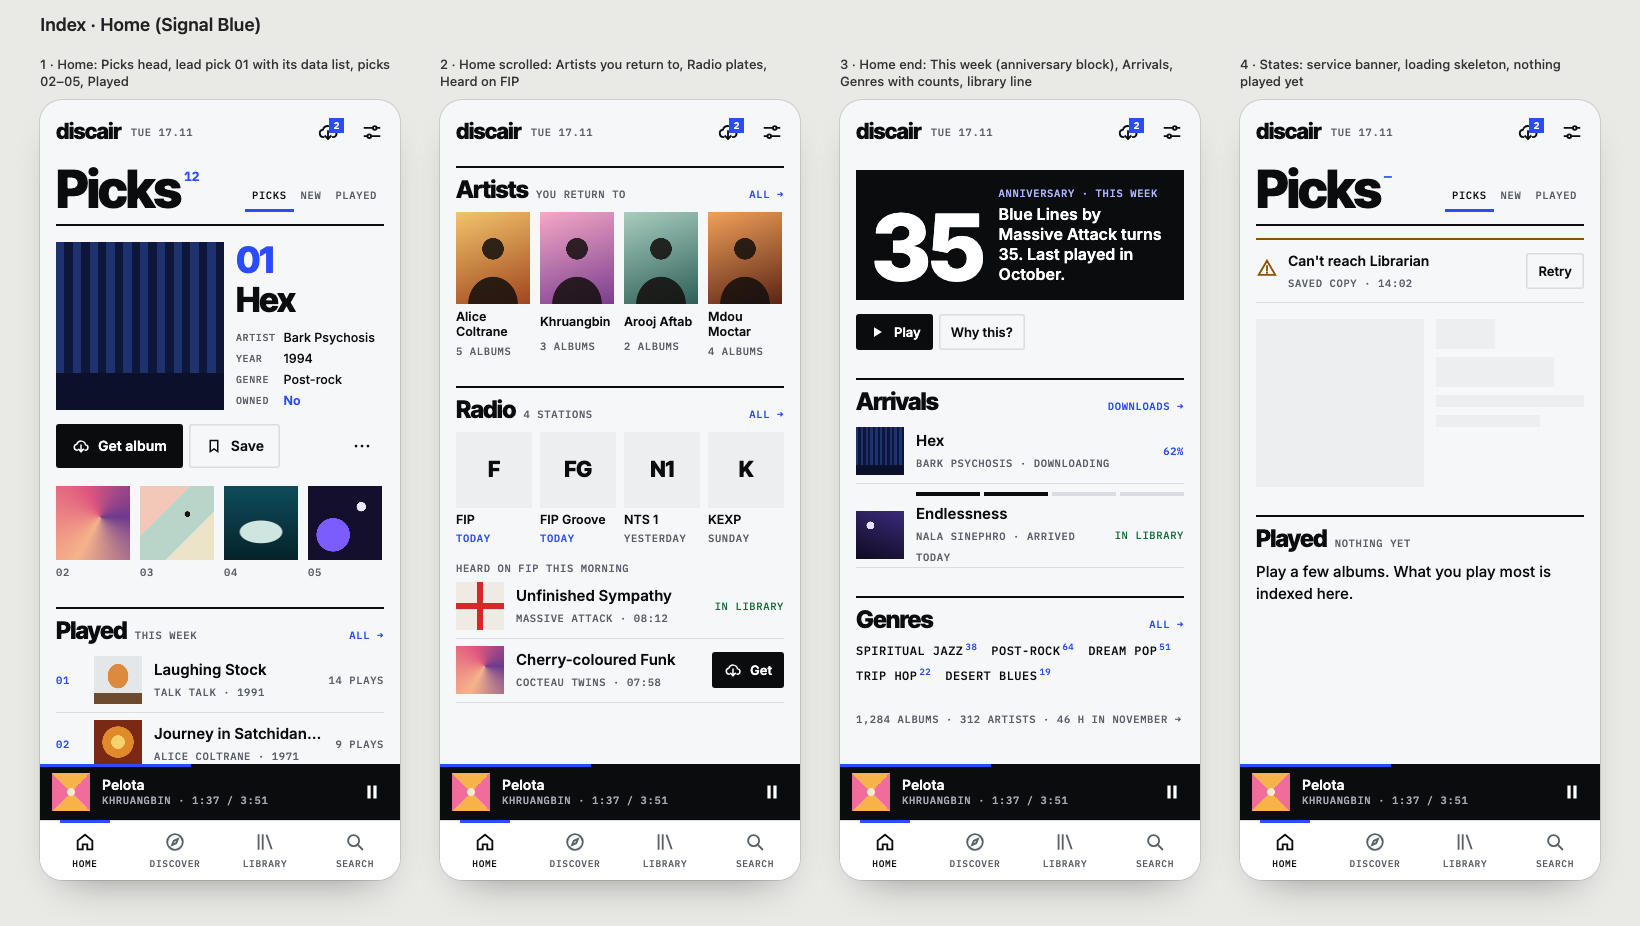 Index · Home (Signal Blue)
1 · Home: Picks head, lead pick 01 with its data list, picks
02–05, Played
discair TUE 17.11
2
Picks 12
PICKS NEW PLAYED
01
Hex
ARTIST Bark Psychosis
YEAR 1994
GENRE Post-rock
OWNED No
Get album
Save
02 03 04 05
Played THIS WEEK ALL →
01 Laughing Stock 14 PLAYS
TALK TALK · 1991
02 Journey in Satchidan... 9 PLAYS
ALICE COLTRANE · 1971
Pelota
KHRUANGBIN · 1:37 / 3:51
HOME DISCOVER LIBRARY SEARCH
2 · Home scrolled: Artists you return to, Radio plates,
Heard on FIP
discair TUE 17.11
2
Artists YOU RETURN TO ALL →
Alice
Coltrane
5 ALBUMS
Khruangbin
3 ALBUMS
Arooj Aftab
2 ALBUMS
Mdou
Moctar
4 ALBUMS
Radio 4 STATIONS ALL →
F FG N1 K
FIP FIP Groove NTS 1 KEXP
TODAY TODAY YESTERDAY SUNDAY
HEARD ON FIP THIS MORNING
Unfinished Sympathy
MASSIVE ATTACK · 08:12
IN LIBRARY
Cherry-coloured Funk
COCTEAU TWINS · 07:58
Get
Pelota
KHRUANGBIN · 1:37 / 3:51
HOME DISCOVER LIBRARY SEARCH
3 · Home end: This week (anniversary block), Arrivals,
Genres with counts, library line
discair TUE 17.11
2
35
ANNIVERSARY · THIS WEEK
Blue Lines by
Massive Attack turns
35. Last played in
October.
Play
Why this?
Arrivals DOWNLOADS →
Hex
BARK PSYCHOSIS · DOWNLOADING
62%
Endlessness
NALA SINEPHRO · ARRIVED
TODAY
IN LIBRARY
Genres ALL →
SPIRITUAL JAZZ 38 POST-ROCK 64 DREAM POP 51
TRIP HOP 22 DESERT BLUES 19
1,284 ALBUMS · 312 ARTISTS · 46 H IN NOVEMBER →
Pelota
KHRUANGBIN · 1:37 / 3:51
HOME DISCOVER LIBRARY SEARCH
4 · States: service banner, loading skeleton, nothing
played yet
discair TUE 17.11
2
Picks –
PICKS NEW PLAYED
Can't reach Librarian
SAVED COPY · 14:02
Retry
Played NOTHING YET
Play a few albums. What you play most is
indexed here.
Pelota
KHRUANGBIN · 1:37 / 3:51
HOME DISCOVER LIBRARY SEARCH